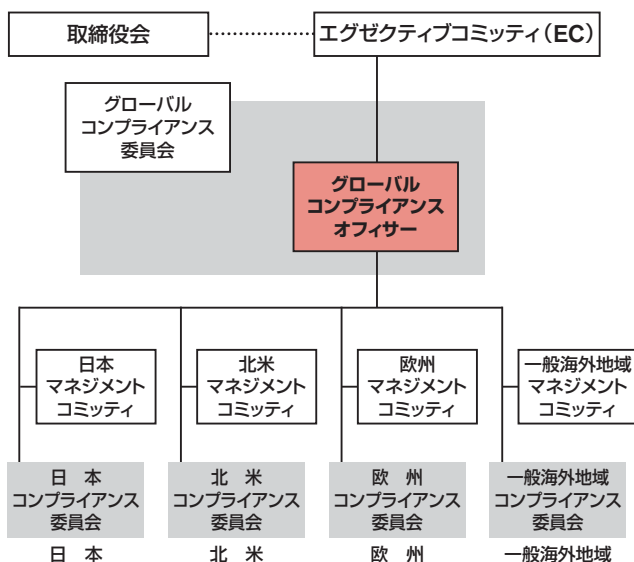 取締役会
エグゼクティブコミッティ（EC）
グローバル
コンプライアンス
委員会
グローバル
コンプライアンス
オフィサー
日本
マネジメント
コミッティ
北米
マネジメント
コミッティ
欧州
マネジメント
コミッティ
一般海外地域
マネジメント
コミッティ
日 本
コンプライアンス
委員会
北 米
コンプライアンス
委員会
欧 州
コンプライアンス
委員会
一般海外地域
コンプライアンス
委員会
日 本
北 米
欧 州
一般海外地域